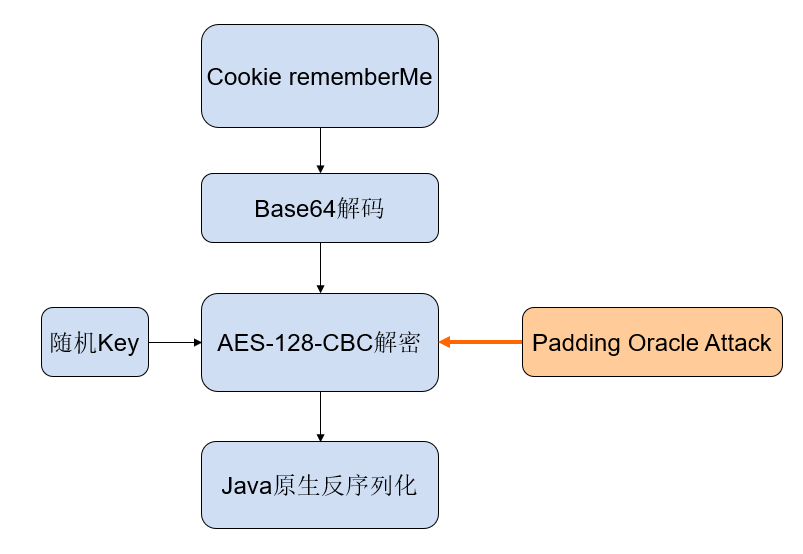 Cookie rememberMe
Base64解码
随机Key
AES-128-CBC解密
Padding Oracle Attack
Java原生反序列化